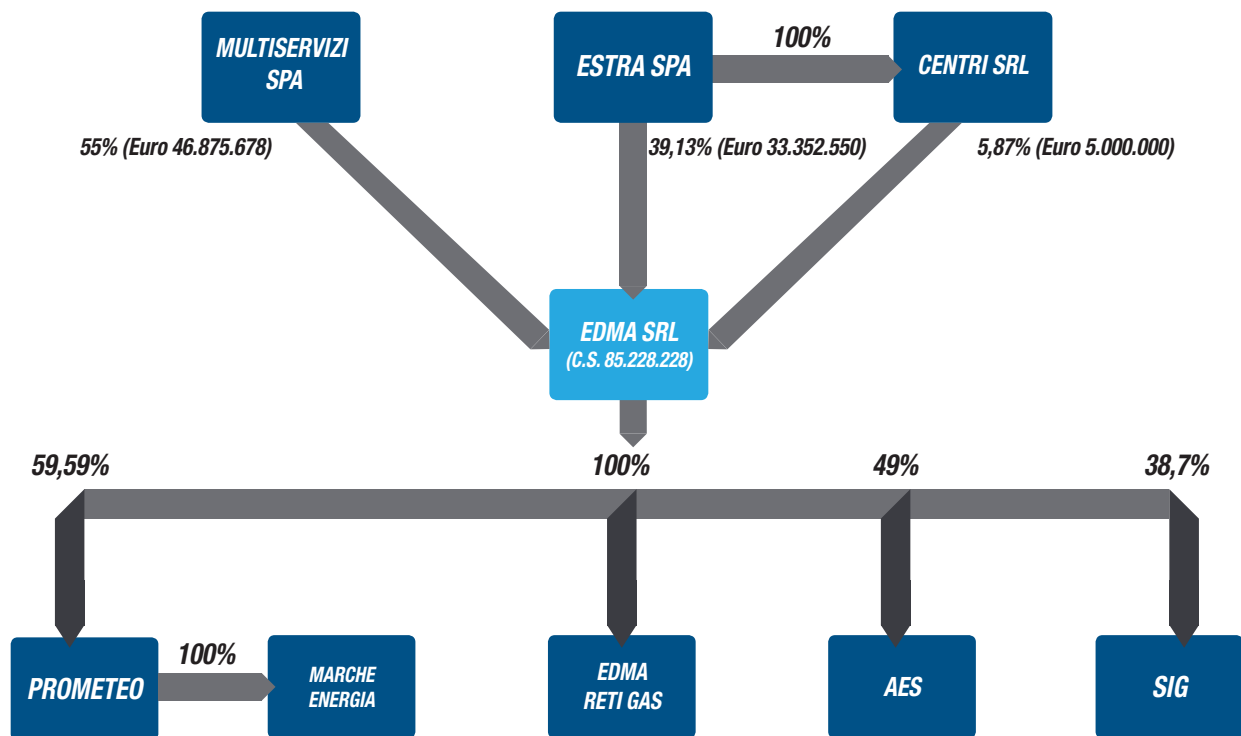 MULTISERVIZI
SPA
ESTRA SPA
100%
CENTRI SRL
55% (Euro 46.875.678)
39,13% (Euro 33.352.550)
5,87% (Euro 5.000.000)
EDMA SRL
(C.S. 85.228.228)
59,59%
100%
49%
38,7%
PROMETEO
100%
MARCHE
ENERGIA
EDMA
RETI GAS
AES
SIG